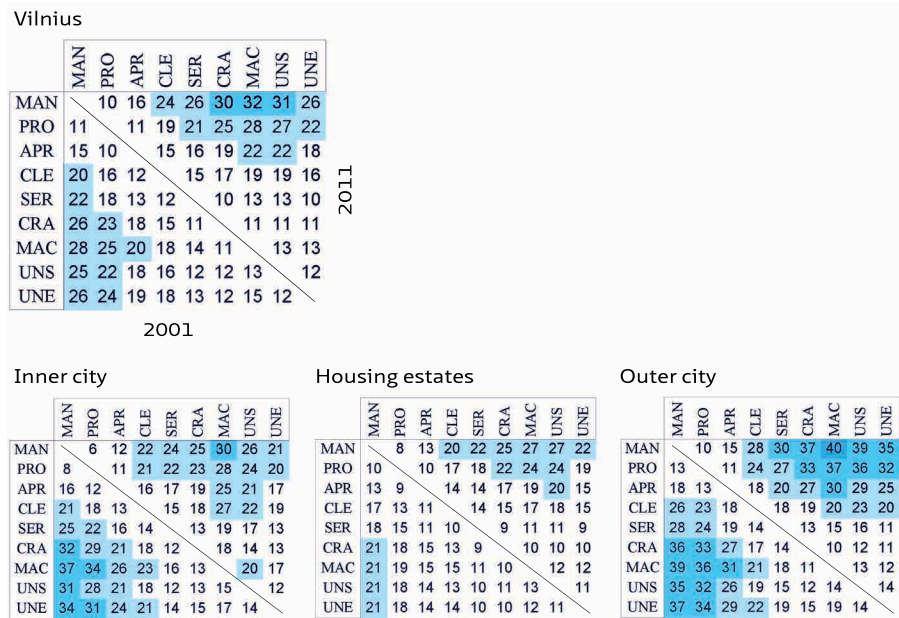 Vilnius
MAN PRO APR CLE SER CRA MAC UNS UNE
MAN 10 16 24 26 30 32 31 26
PRO 11 11 19 21 25 28 27 22
APR 15 10 15 16 19 22 22 18
CLE 20 16 12 15 17 19 19 16
SER 22 18 13 12 10 13 13 10
CRA 26 23 18 15 11 11 11 11
MAC 28 25 20 18 14 11 13 13
UNS 25 22 18 16 12 12 13 12
UNE 26 24 19 18 13 12 15 12
2011
2001
Inner city
MAN PRO APR CLE SER CRA MAC UNS UNE
MAN 6 12 22 24 25 30 26 21
PRO 8 11 21 22 23 28 24 20
APR 16 12 16 17 19 25 21 17
CLE 21 18 13 15 18 27 22 19
SER 25 22 16 14 13 19 17 13
CRA 32 29 21 18 12 18 14 13
MAC 37 34 26 23 16 13 20 17
UNS 31 28 21 18 12 13 15 12
UNE 34 31 24 21 14 15 17 14
Housing estates
MAN PRO APR CLE SER CRA MAC UNS UNE
MAN 8 13 20 22 25 27 27 22
PRO 10 10 17 18 22 24 24 19
APR 13 9 14 14 17 19 20 15
CLE 17 13 11 14 15 17 18 15
SER 18 15 11 10 9 11 11 9
CRA 21 18 15 13 9 10 10 10
MAC 21 19 15 15 11 10 12 12
UNS 21 18 14 13 10 11 13 11
UNE 21 18 14 14 10 10 12 11
Outer city
MAN PRO APR CLE SER CRA MAC UNS UNE
MAN 10 15 28 30 37 40 39 35
PRO 13 11 24 27 33 37 36 32
APR 18 13 18 20 27 30 29 25
CLE 26 23 18 18 19 20 23 20
SER 28 24 19 14 13 15 16 11
CRA 36 33 27 17 14 10 12 11
MAC 39 36 31 21 18 11 13 12
UNS 35 32 26 19 15 12 14 14
UNE 37 34 29 22 19 15 19 14